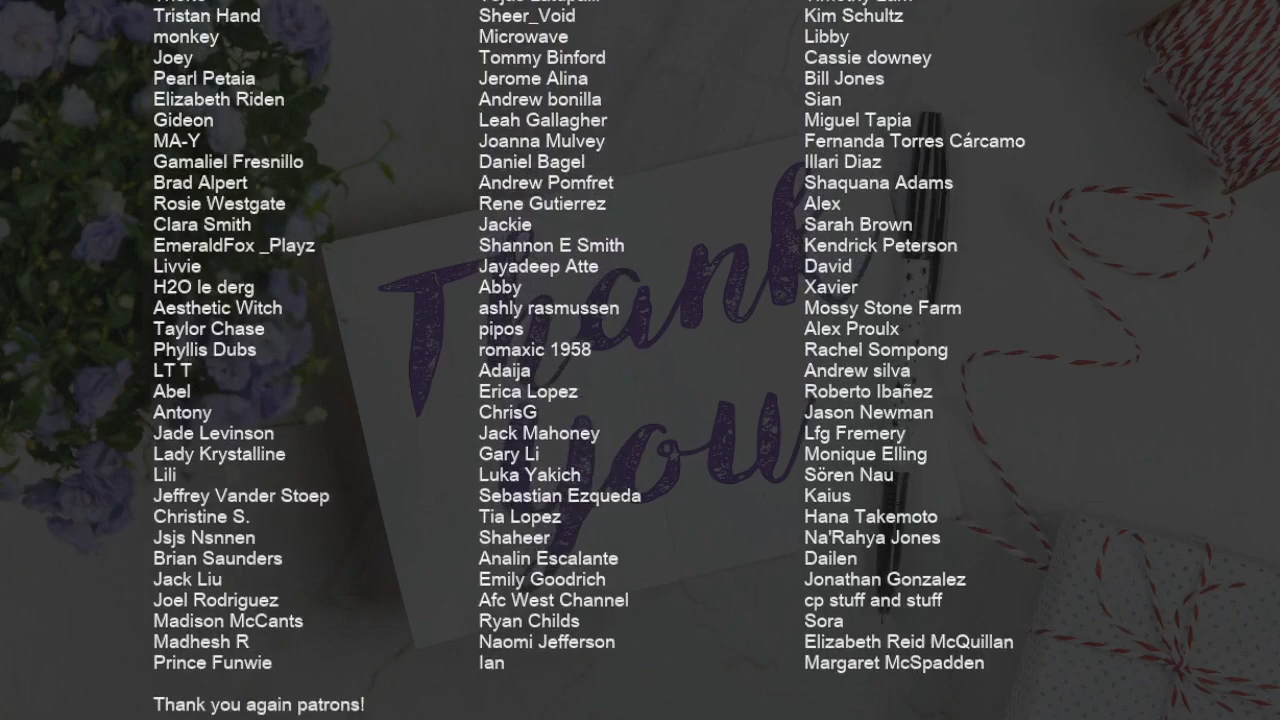 Tristan Hand
monkey
Joey
Pearl Petaia
Elizabeth Riden
Gideon
MA-Y
Gamaliel Fresnillo
Brad Alpert
Rosie Westgate
Clara Smith
EmeraldFox _Playz
Livvie
H2O le derg
Aesthetic Witch
Taylor Chase
Phyllis Dubs
LT T
Abel
Antony
Jade Levinson
Lady Krystalline
Lili
Jeffrey Vander Stoep
Christine S.
Jsjs Nsnnen
Brian Saunders
Jack Liu
Joel Rodriguez
Madison McCants
Madhesh R
Prince Funwie
Sheer_Void
Microwave
Tommy Binford
Jerome Alina
Andrew bonilla
Leah Gallagher
Joanna Mulvey
Daniel Bagel
Andrew Pomfret
Rene Gutierrez
Jackie
Shannon E Smith
Jayadeep Atte
Abby
ashly rasmussen
pipos
romaxic 1958
Adaija
Erica Lopez
ChrisG
Jack Mahoney
Gary Li
Luka Yakich
Sebastian Ezqueda
Tia Lopez
Shaheer
Analin Escalante
Emily Goodrich
Afc West Channel
Ryan Childs
Naomi Jefferson
Ian
Kim Schultz
Libby
Cassie downey
Bill Jones
Sian
Miguel Tapia
Fernanda Torres Cárcamo
Illari Diaz
Shaquana Adams
Alex
Sarah Brown
Kendrick Peterson
David
Xavier
Mossy Stone Farm
Alex Proulx
Rachel Sompong
Andrew silva
Roberto Ibañez
Jason Newman
Lfg Fremery
Monique Elling
Sören Nau
Kaius
Hana Takemoto
Na'Rahya Jones
Dailen
Jonathan Gonzalez
cp stuff and stuff
Sora
Elizabeth Reid McQuillan
Margaret McSpadden
Thank you again patrons!
Thank
you